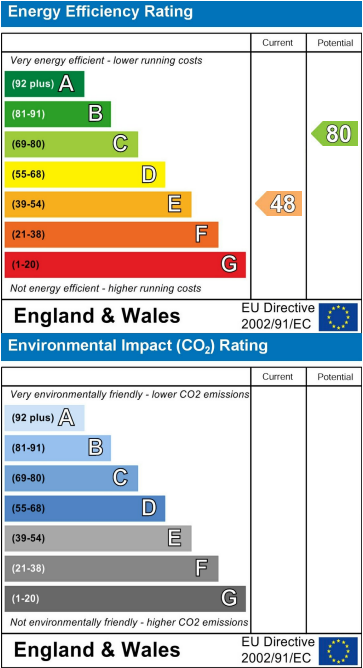 Energy Efficiency Rating
Current Potential
Very energy efficient - lower running costs
(92 plus) A
(81-91) B
(69-80) C
80
(55-68) D
(39-54) E
48
(21-38) F
(1-20) G
Not energy efficient - higher running costs
England & Wales
EU Directive
2002/91/EC
Environmental Impact (CO₂) Rating
Current Potential
Very environmentally friendly - lower CO2 emissions
(92 plus) A
(81-91) B
(69-80) C
(55-68) D
(39-54) E
(21-38) F
(1-20) G
Not environmentally friendly - higher CO2 emissions
England & Wales
EU Directive
2002/91/EC